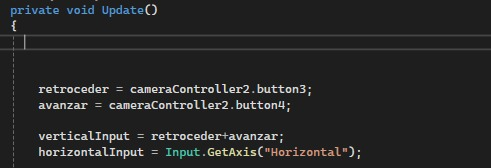 private void Update()
{
retroceder = cameraController2.button3;
avanzar = cameraController2.button4;
verticalInput = retroceder+avanzar;
horizontalInput = Input.GetAxis("Horizontal");